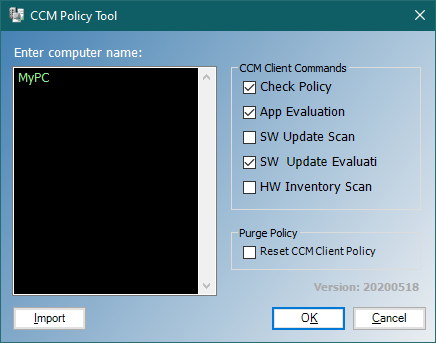 CCM Policy Tool
Enter computer name:
MyPC
CCM Client Commands
Check Policy
App Evaluation
SW Update Scan
SW  Update Evaluati
HW Inventory Scan
Purge Policy
Reset CCM Client Policy
Version: 20200518
Import
OK
Cancel